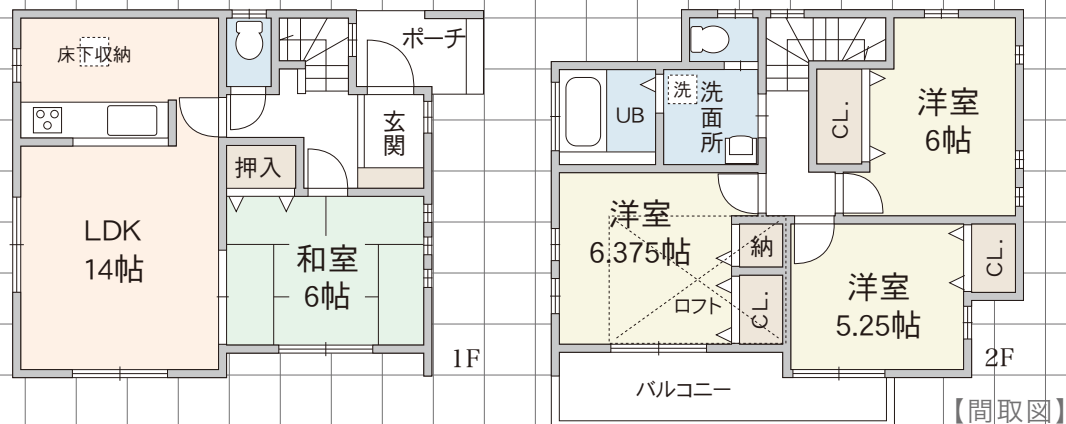 床下収納
ポーチ
玄関
押入
LDK
14帖
和室
6帖
1F
UB
洗
洗面所
CL.
洋室
6帖
洋室
6.375帖
納
ロフト
CL.
洋室
5.25帖
CL.
バルコニー
2F
【間取図】